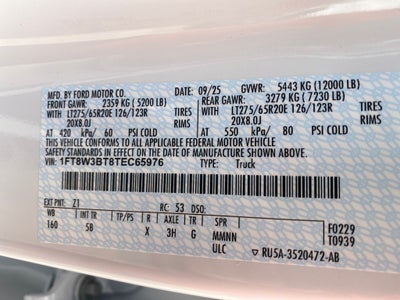 MFD. BY FORD MOTOR CO. 09/25 GVWR: 5443 KG (12000 LB)
FRONT GAWR: 2359 KG (5200 LB) REAR GAWR: 3279 KG (7230 LB)
WITH LT275/65R20E 126/123R TIRES WITH LT275/65R20E 126/123R TIRES
20X8.0J RIMS 20X8.0J RIMS
AT 420 kPa/ 60 PSI COLD AT 550 kPa/ 80 PSI COLD
THIS VEHICLE CONFORMS TO ALL APPLICABLE FEDERAL MOTOR VEHICLE
SAFETY STANDARDS IN EFFECT ON THE DATE OF MANUFACTURE SHOWN ABOVE.
VIN: 1FT8W3BT8TEC65976 TYPE: Truck
EXT PNT: Z1 RC: 53 DSO:
WB INT TR TP/PS R AXLE TR SPR F0229
160 5B X 3H G MMNN T0939
ULC RU5A-3520472-AB